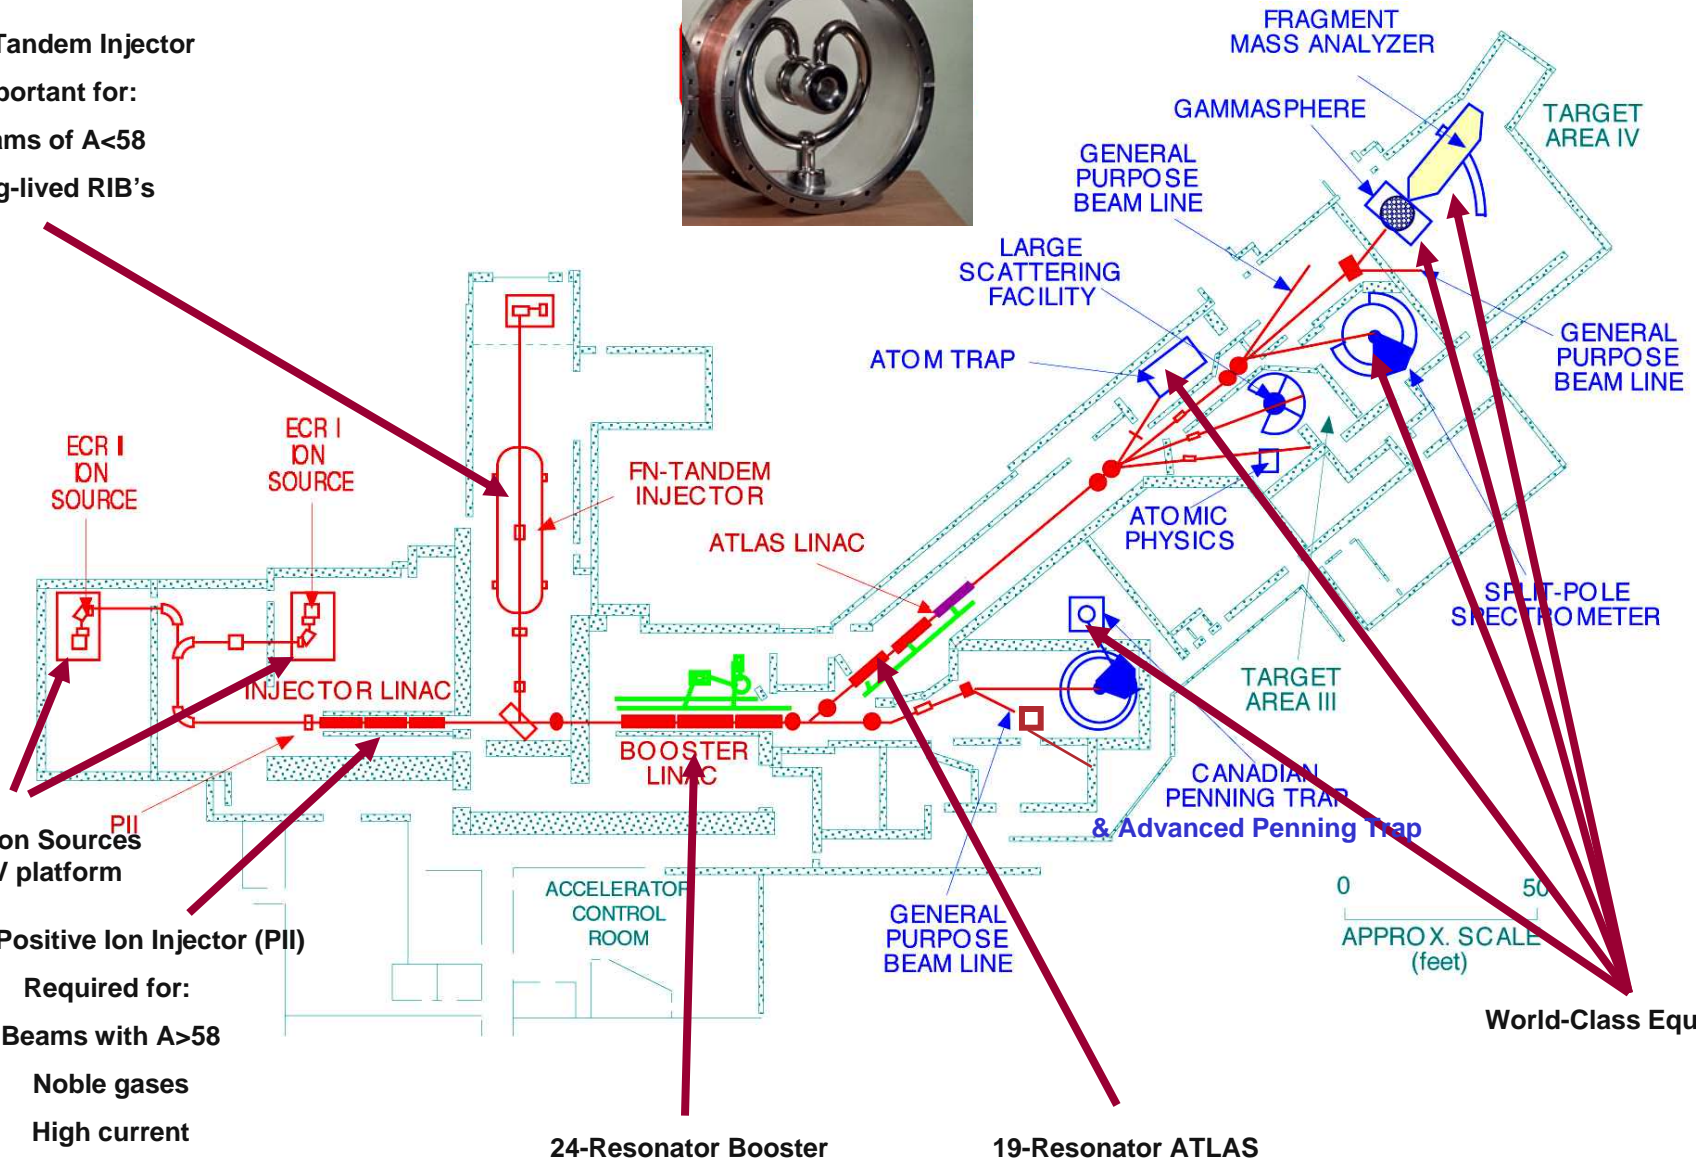 Tandem Injector
portant for:
ams of A<58
g-lived RIB's
FRAGMENT
MASS ANALYZER
GAMMASPHERE
TARGET
AREA IV
GENERAL
PURPOSE
BEAM LINE
LARGE
SCATTERING
FACILITY
ATOM TRAP
GENERAL
PURPOSE
BEAM LINE
ECR II
ION
SOURCE
ECR I
ION
SOURCE
FN-TANDEM
INJECTOR
ATLAS LINAC
ATOMIC
PHYSICS
SPLIT-POLE
SPECTROMETER
TARGET
AREA III
INJECTOR LINAC
BOOSTER
LINAC
PII
CANADIAN
PENNING TRAP
& Advanced Penning Trap
on Sources
V platform
ACCELERATOR
CONTROL
ROOM
GENERAL
PURPOSE
BEAM LINE
0 50
APPROX. SCALE
(feet)
Positive Ion Injector (PII)
Required for:
Beams with A>58
Noble gases
High current
World-Class Equ
24-Resonator Booster
19-Resonator ATLAS